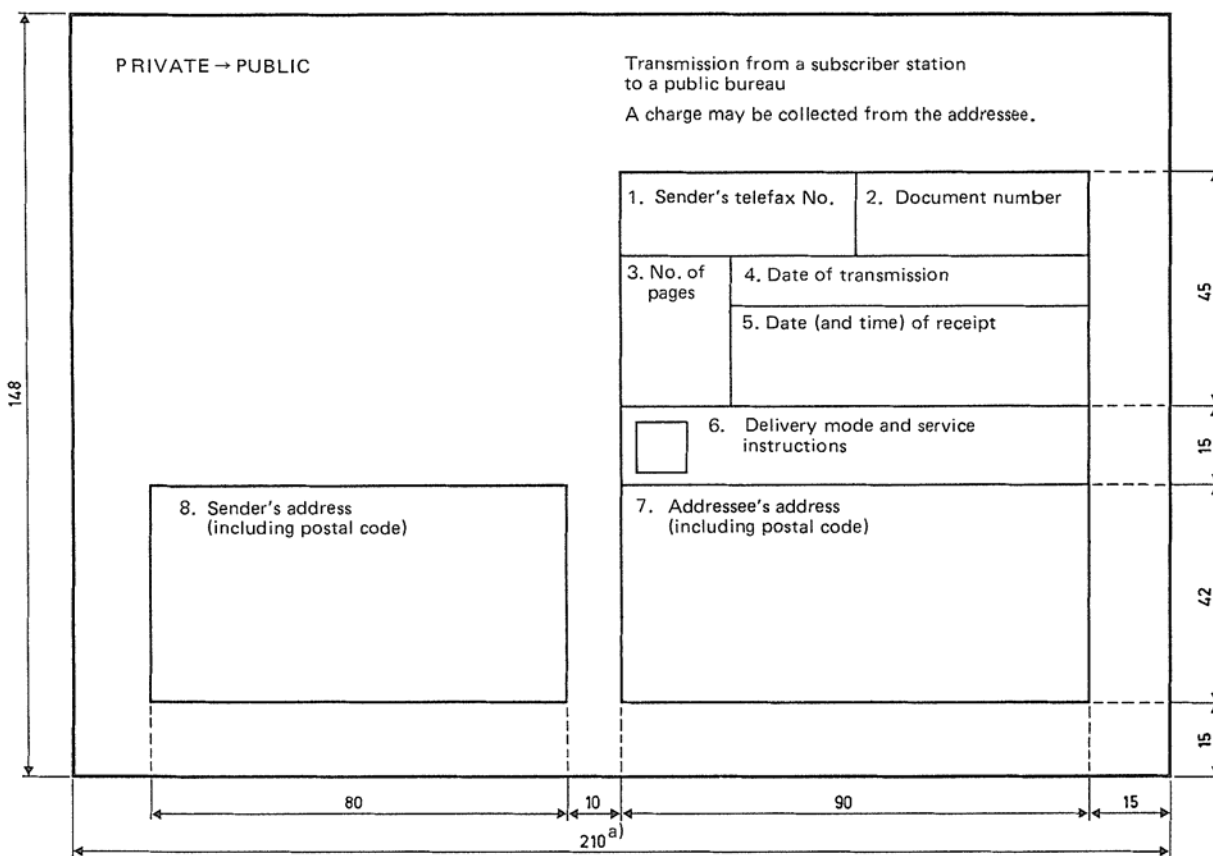 PRIVATE → PUBLIC
Transmission from a subscriber station
to a public bureau
A charge may be collected from the addressee.
1. Sender's telefax No.
2. Document number
3. No. of
pages
4. Date of transmission
5. Date (and time) of receipt
6. Delivery mode and service
instructions
7. Addressee's address
(including postal code)
8. Sender's address
(including postal code)
148
45
15
42
15
80
10
90
15
210 a)